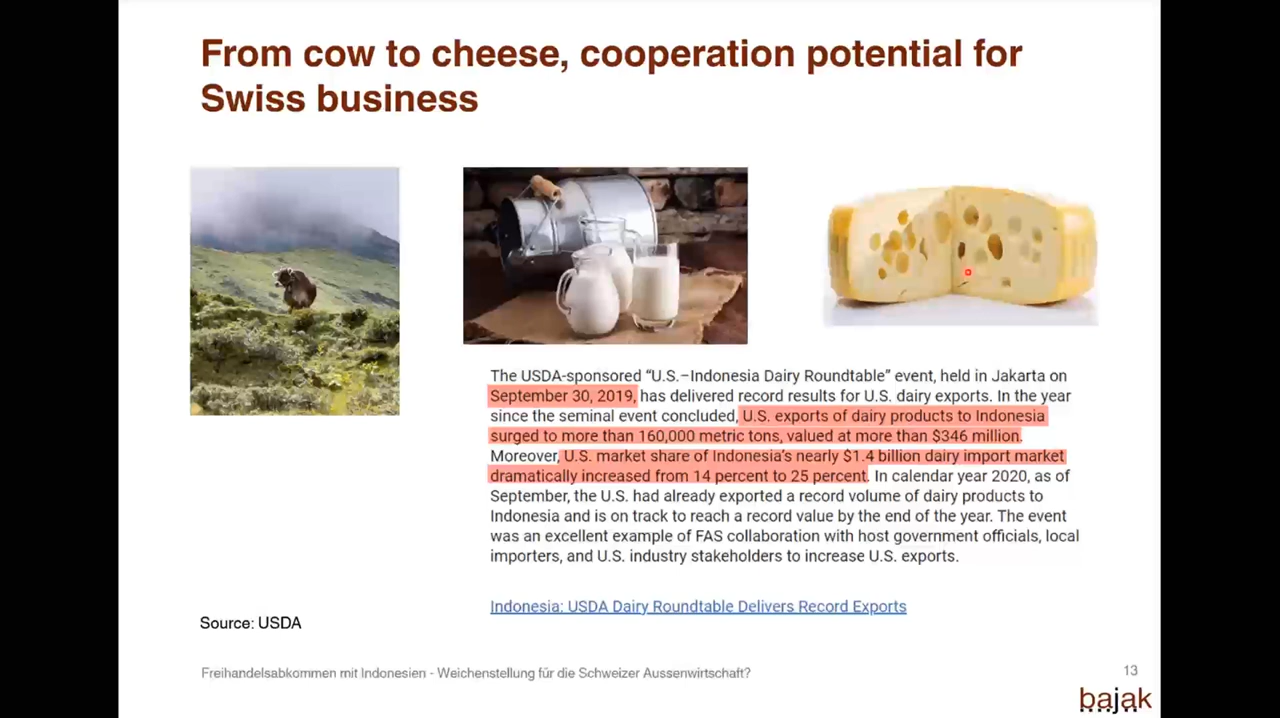 From cow to cheese, cooperation potential for
Swiss business
The USDA-sponsored “U.S.–Indonesia Dairy Roundtable” event, held in Jakarta on
September 30, 2019, has delivered record results for U.S. dairy exports. In the year
since the seminal event concluded, U.S. exports of dairy products to Indonesia
surged to more than 160,000 metric tons, valued at more than $346 million.
Moreover, U.S. market share of Indonesia’s nearly $1.4 billion dairy import market
dramatically increased from 14 percent to 25 percent. In calendar year 2020, as of
September, the U.S. had already exported a record volume of dairy products to
Indonesia and is on track to reach a record value by the end of the year. The event
was an excellent example of FAS collaboration with host government officials, local
importers, and U.S. industry stakeholders to increase U.S. exports.
Indonesia: USDA Dairy Roundtable Delivers Record Exports
Source: USDA
Freihandelsabkommen mit Indonesien - Weichenstellung für die Schweizer Aussenwirtschaft?
13
bajak